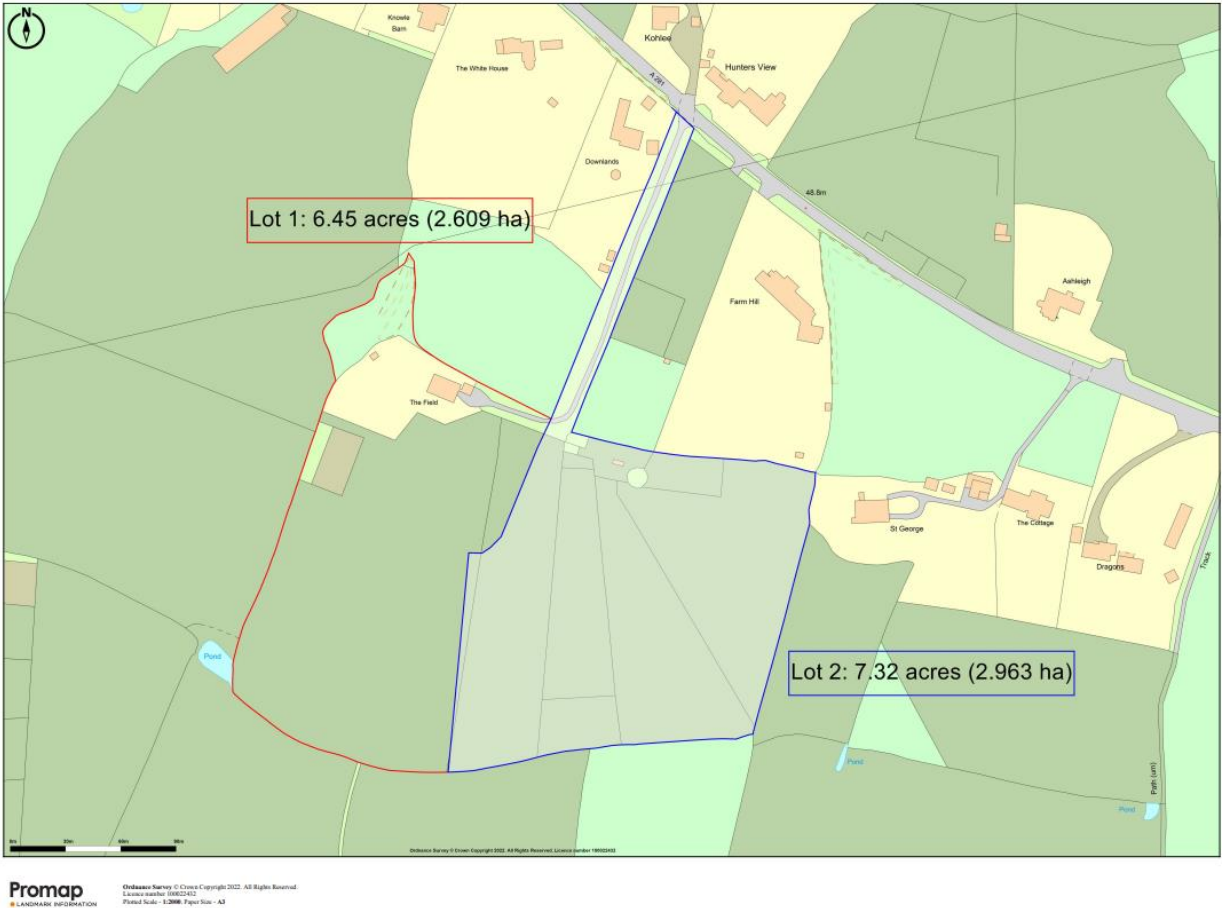 N
Knowle
Barn
Kohlee
The White House
A 281
Hunters View
Downlands
48.8m
Lot 1: 6.45 acres (2.609 ha)
Ashleigh
Farm Hill
The Field
St George
The Cottage
Dragons
Track
Pond
Lot 2: 7.32 acres (2.963 ha)
Pond
Path (um)
Pond
0m
90m
Ordnance Survey © Crown Copyright 2022. All Rights Reserved. Licence number 100022432
Promap
LANDMARK INFORMATION
Ordnance Survey © Crown Copyright 2022. All Rights Reserved.
Licence number 100022432
Plotted Scale - 1:2000. Paper Size - A3